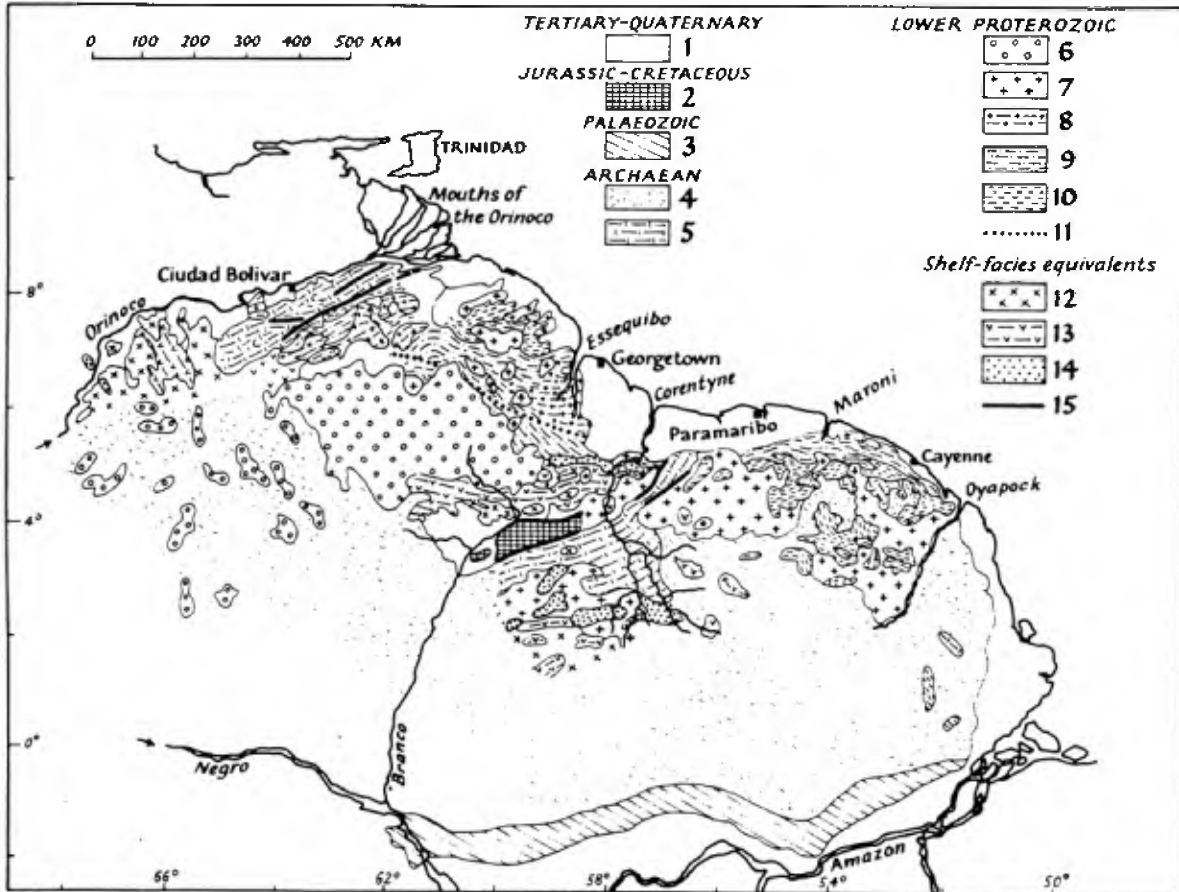 0 100 200 300 400 500 KM
TERTIARY-QUATERNARY
1
JURASSIC-CRETACEOUS
2
PALAEOZOIC
3
ARCHAEAN
4
5
LOWER PROTEROZOIC
6
7
8
9
10
11
Shelf-facies equivalents
12
13
14
15
TRINIDAD
Mouths of
the Orinoco
Ciudad Bolivar
8°
Orinoco
Essequibo
Georgetown
Corentyne
Maroni
Paramaribo
Cayenne
Oyapock
4°
0°
Negro
Branco
Amazon
66°
62°
58°
54°
50°